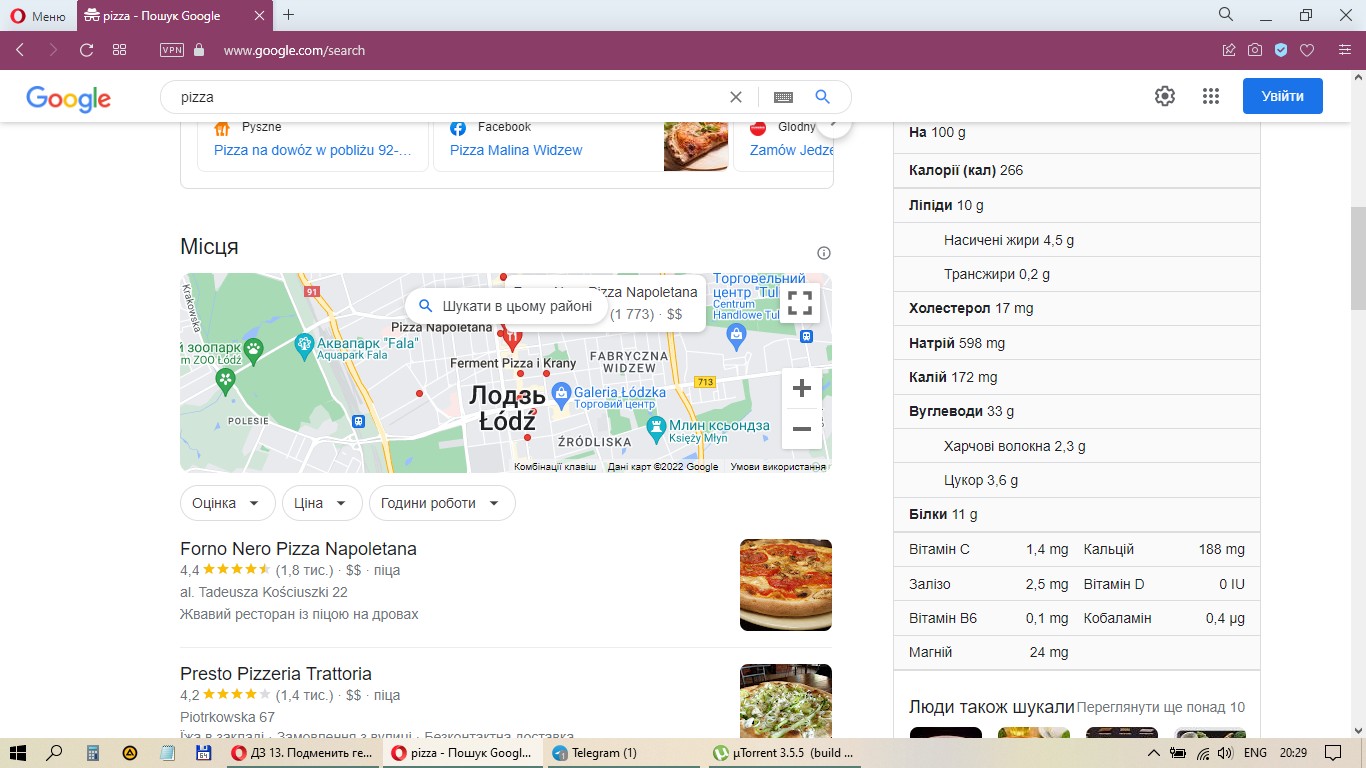 Меню
pizza - Пошук Google
VPN
www.google.com/search
Google
pizza
Увійти
Pyszne
Pizza na dowóz w pobliżu 92-...
Facebook
Pizza Malina Widzew
Glodny
Zamów Jedze
Місця
91
Krakowska
й зоопарк
m ZOO Łódź
Аквапарк "Fala"
Aquapark Fala
POLESIE
Pizza Napoletana
Шукати в цьому районі
Pizza Napoletana
(1 773) · $$
Ferment Pizza i Krany
FABRYCZNA
WIDZEW
Торговельний
центр "Tul
Centrum
Handlowe Tul
713
Лодзь
Łódź
Galeria Łódzka
Торговий центр
Млин ксьондза
Księży Młyn
ŹRÓDLISKA
Комбінації клавіш
Дані карт ©2022 Google
Умови використання
Оцінка
Ціна
Години роботи
Forno Nero Pizza Napoletana
4,4 (1,8 тис.) · $$ · піца
al. Tadeusza Kościuszki 22
Жвавий ресторан із піцою на дровах
Presto Pizzeria Trattoria
4,2 (1,4 тис.) · $$ · піца
Piotrkowska 67
Їжа в закладі · Замовлення з вулиці · Безконтактна доставка
На 100 g
Калорії (кал) 266
Ліпіди 10 g
Насичені жири 4,5 g
Трансжири 0,2 g
Холестерол 17 mg
Натрій 598 mg
Калій 172 mg
Вуглеводи 33 g
Харчові волокна 2,3 g
Цукор 3,6 g
Білки 11 g
Вітамін C 1,4 mg Кальцій 188 mg
Залізо 2,5 mg Вітамін D 0 IU
Вітамін B6 0,1 mg Кобаламін 0,4 µg
Магній 24 mg
Люди також шукали
Переглянути ще понад 10
64
ДЗ 13. Подменить ге...
pizza - Пошук Googl...
Telegram (1)
µTorrent 3.5.5 (build ...
ENG
20:29